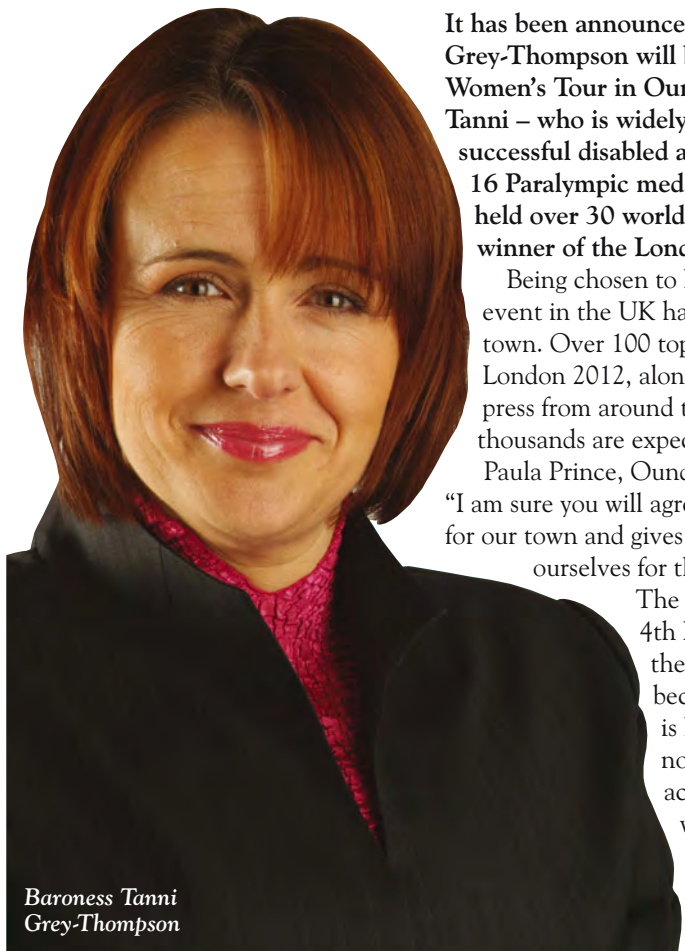 It has been announce
Grey-Thompson will
Women's Tour in Our
Tanni – who is widely
successful disabled a
16 Paralympic meda
held over 30 world
winner of the Lond
Being chosen to
event in the UK ha
town. Over 100 top
London 2012, alon
press from around t
thousands are expec
Paula Prince, Ound
"I am sure you will agre
for our town and gives
ourselves for th
The
4th
the
bec
is
no
ac
Baroness Tanni
Grey-Thompson